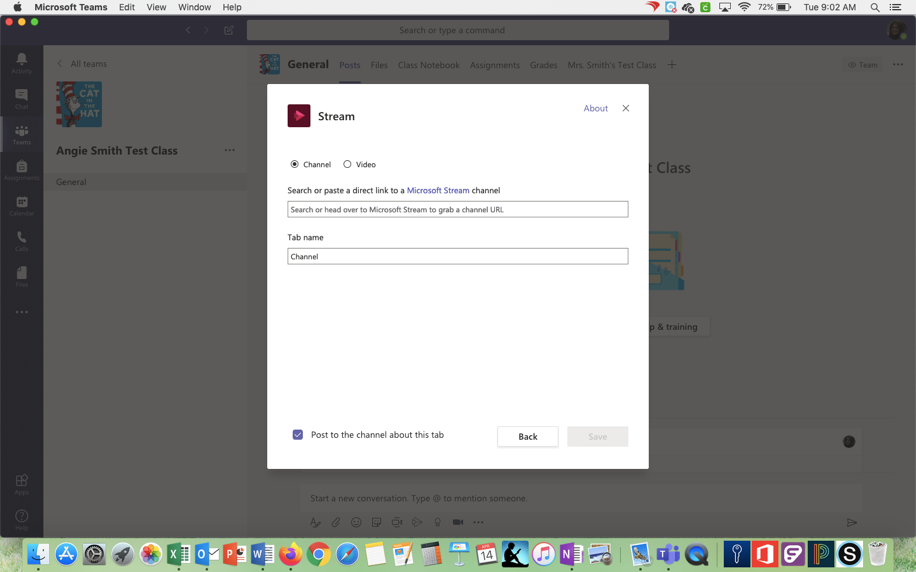 Microsoft Teams Edit View Window Help
72% Tue 9:02 AM
Search or type a command
Activity
Chat
Teams
Assignments
Calendar
Calls
Files
Apps
Help
All teams
THE CAT IN THE HAT
Angie Smith Test Class
General
General Posts Files Class Notebook Assignments Grades Mrs. Smith's Test Class
Team
t Class
p & training
Stream
About
Channel Video
Search or paste a direct link to a Microsoft Stream channel
Search or head over to Microsoft Stream to grab a channel URL
Tab name
Channel
Post to the channel about this tab
Back
Save
Start a new conversation. Type @ to mention someone.
14